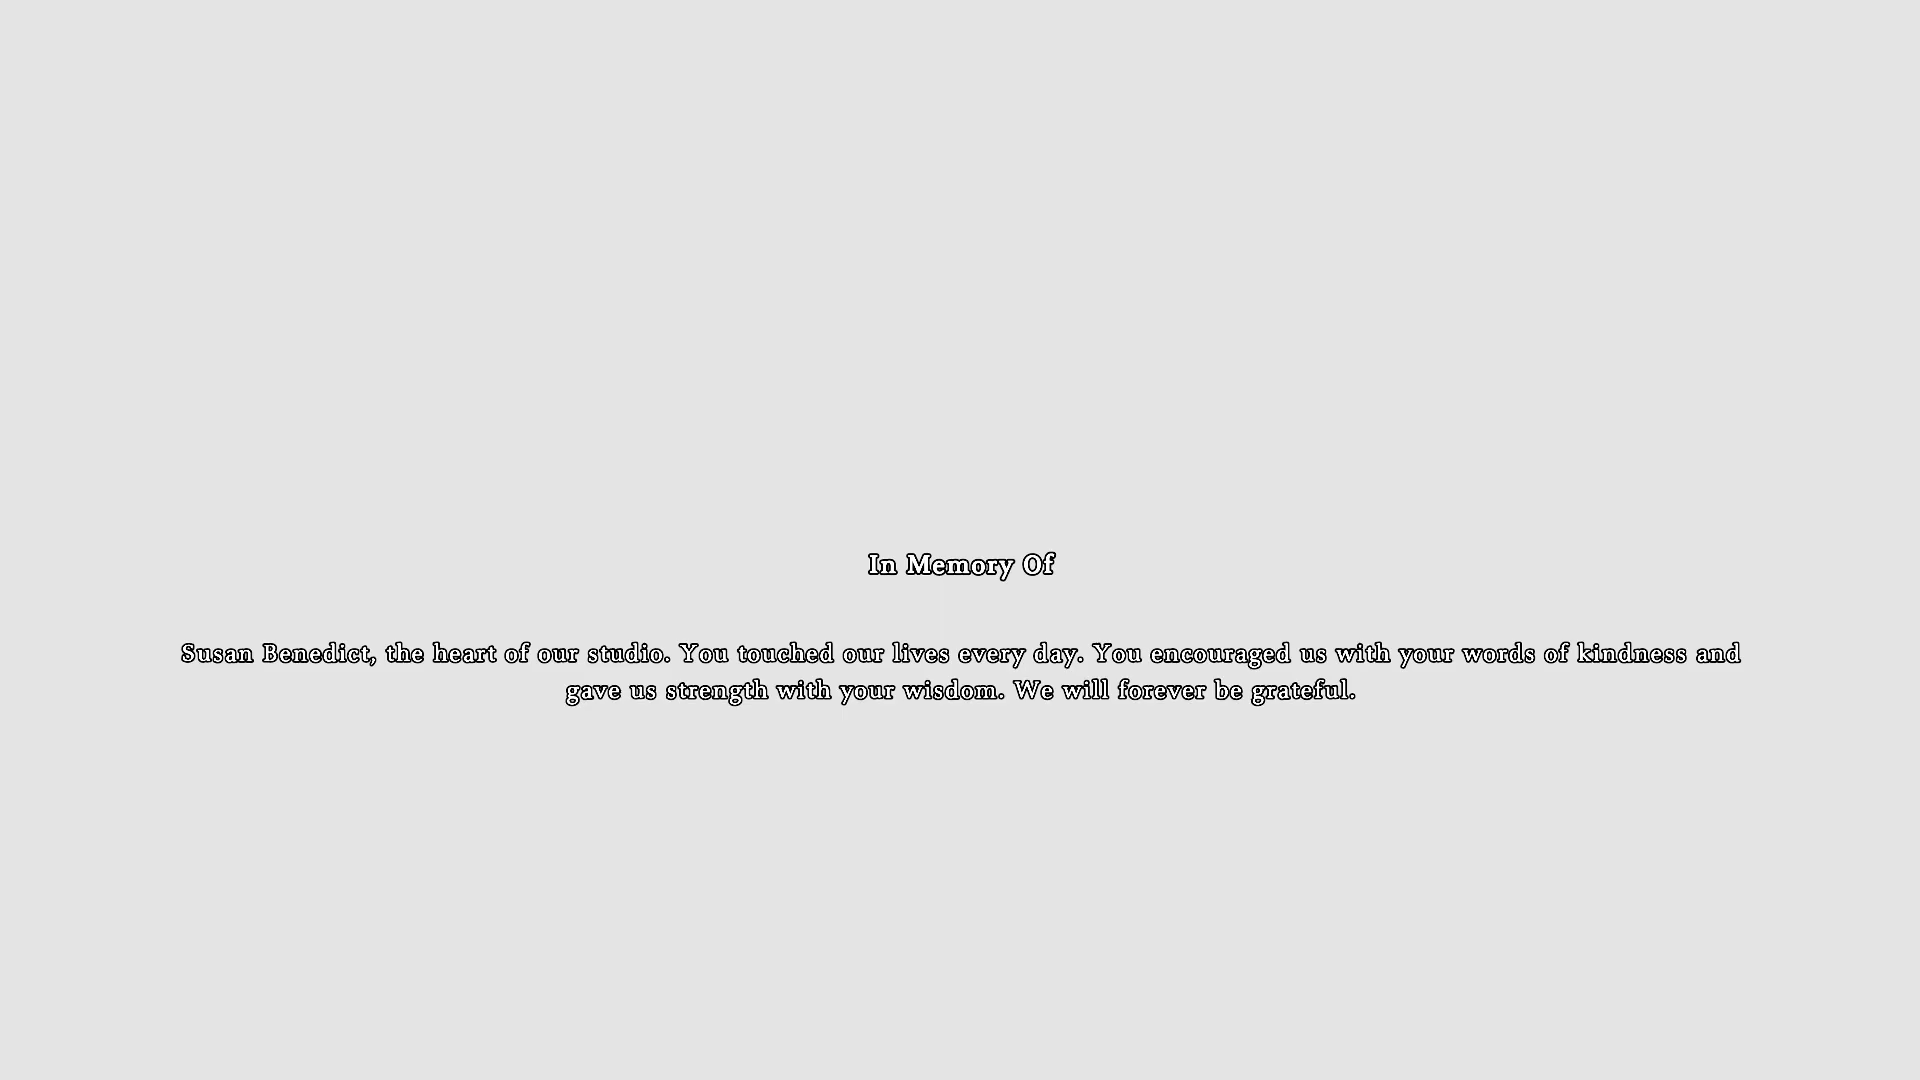 In Memory Of
Susan Benedict, the heart of our studio. You touched our lives every day. You encouraged us with your words of kindness and
gave us strength with your wisdom. We will forever be grateful.